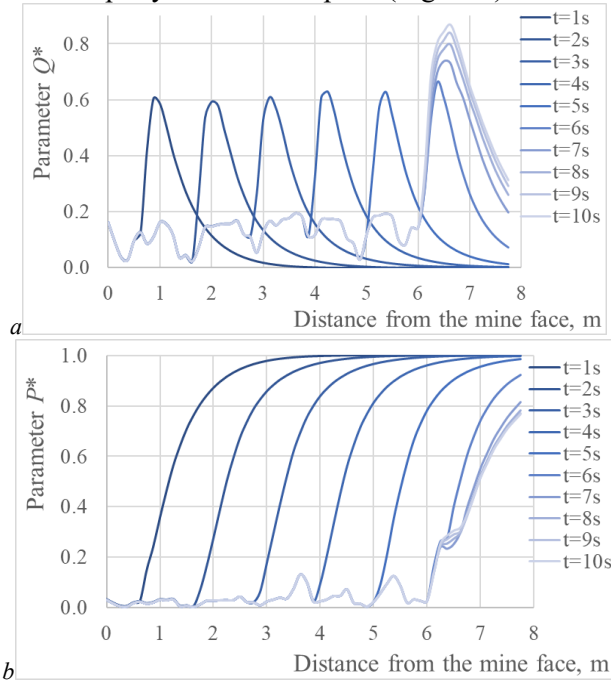 0.8
0.6
0.4
0.2
0.0
Parameter Q*
0 1 2 3 4 5 6 7 8
Distance from the mine face, m
t=1s
t=2s
t=3s
t=4s
t=5s
t=6s
t=7s
t=8s
t=9s
t=10s
a
1.0
0.8
0.6
0.4
0.2
0.0
Parameter P*
0 1 2 3 4 5 6 7 8
Distance from the mine face, m
t=1s
t=2s
t=3s
t=4s
t=5s
t=6s
t=7s
t=8s
t=9s
t=10s
b